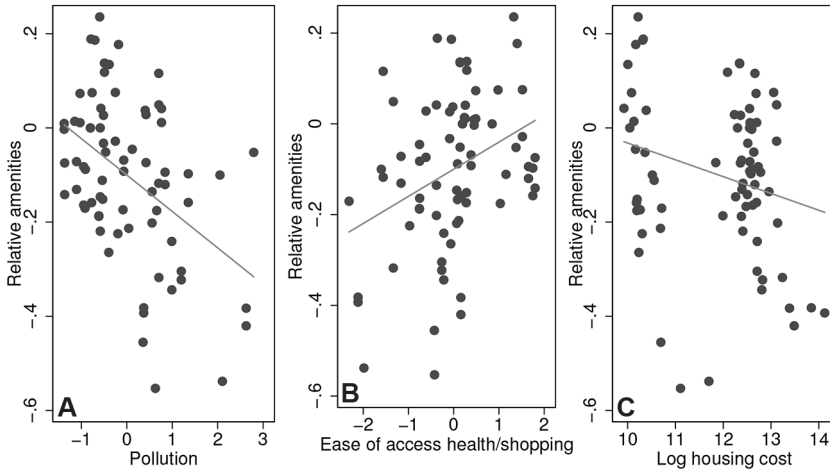 Relative amenities
.2
0
-.2
-.4
-.6
A
-1 0 1 2 3
Pollution
Relative amenities
.2
0
-.2
-.4
-.6
B
-2 -1 0 1 2
Ease of access health/shopping
Relative amenities
.2
0
-.2
-.4
-.6
C
10 11 12 13 14
Log housing cost